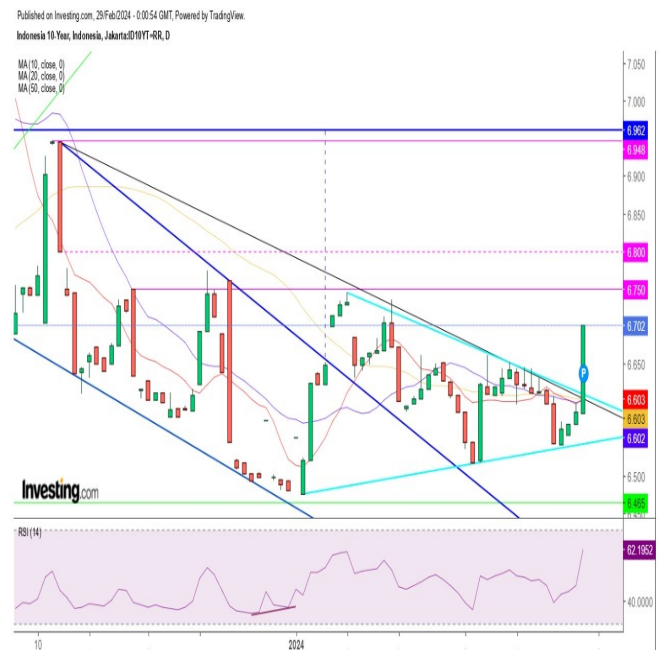 Published on Investing.com, 29/Feb/2024 - 0:00:54 GMT, Powered by TradingView.
Indonesia 10-Year, Indonesia, Jakarta:ID10YT=RR, D
MA (10, close, 0)
MA (20, close, 0)
MA (50, close, 0)
7.050
7.000
6.962
6.948
6.900
6.850
6.800
6.750
6.702
6.650
P
6.603
6.603
6.602
6.500
6.465
Investing.com
RSI (14)
62.1952
40.0000
10
2024